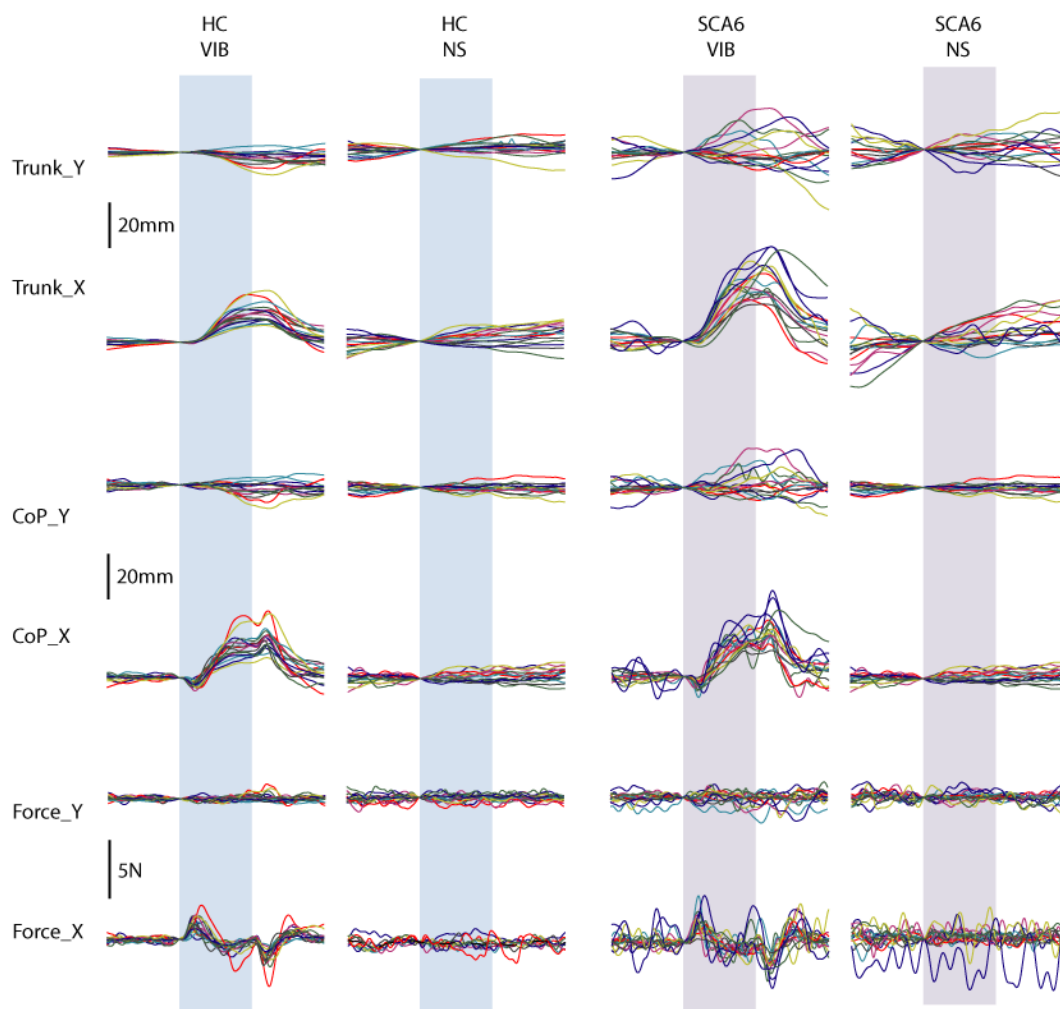 HC
VIB
HC
NS
SCA6
VIB
SCA6
NS
Trunk_Y
20mm
Trunk_X
CoP_Y
20mm
CoP_X
Force_Y
5N
Force_X